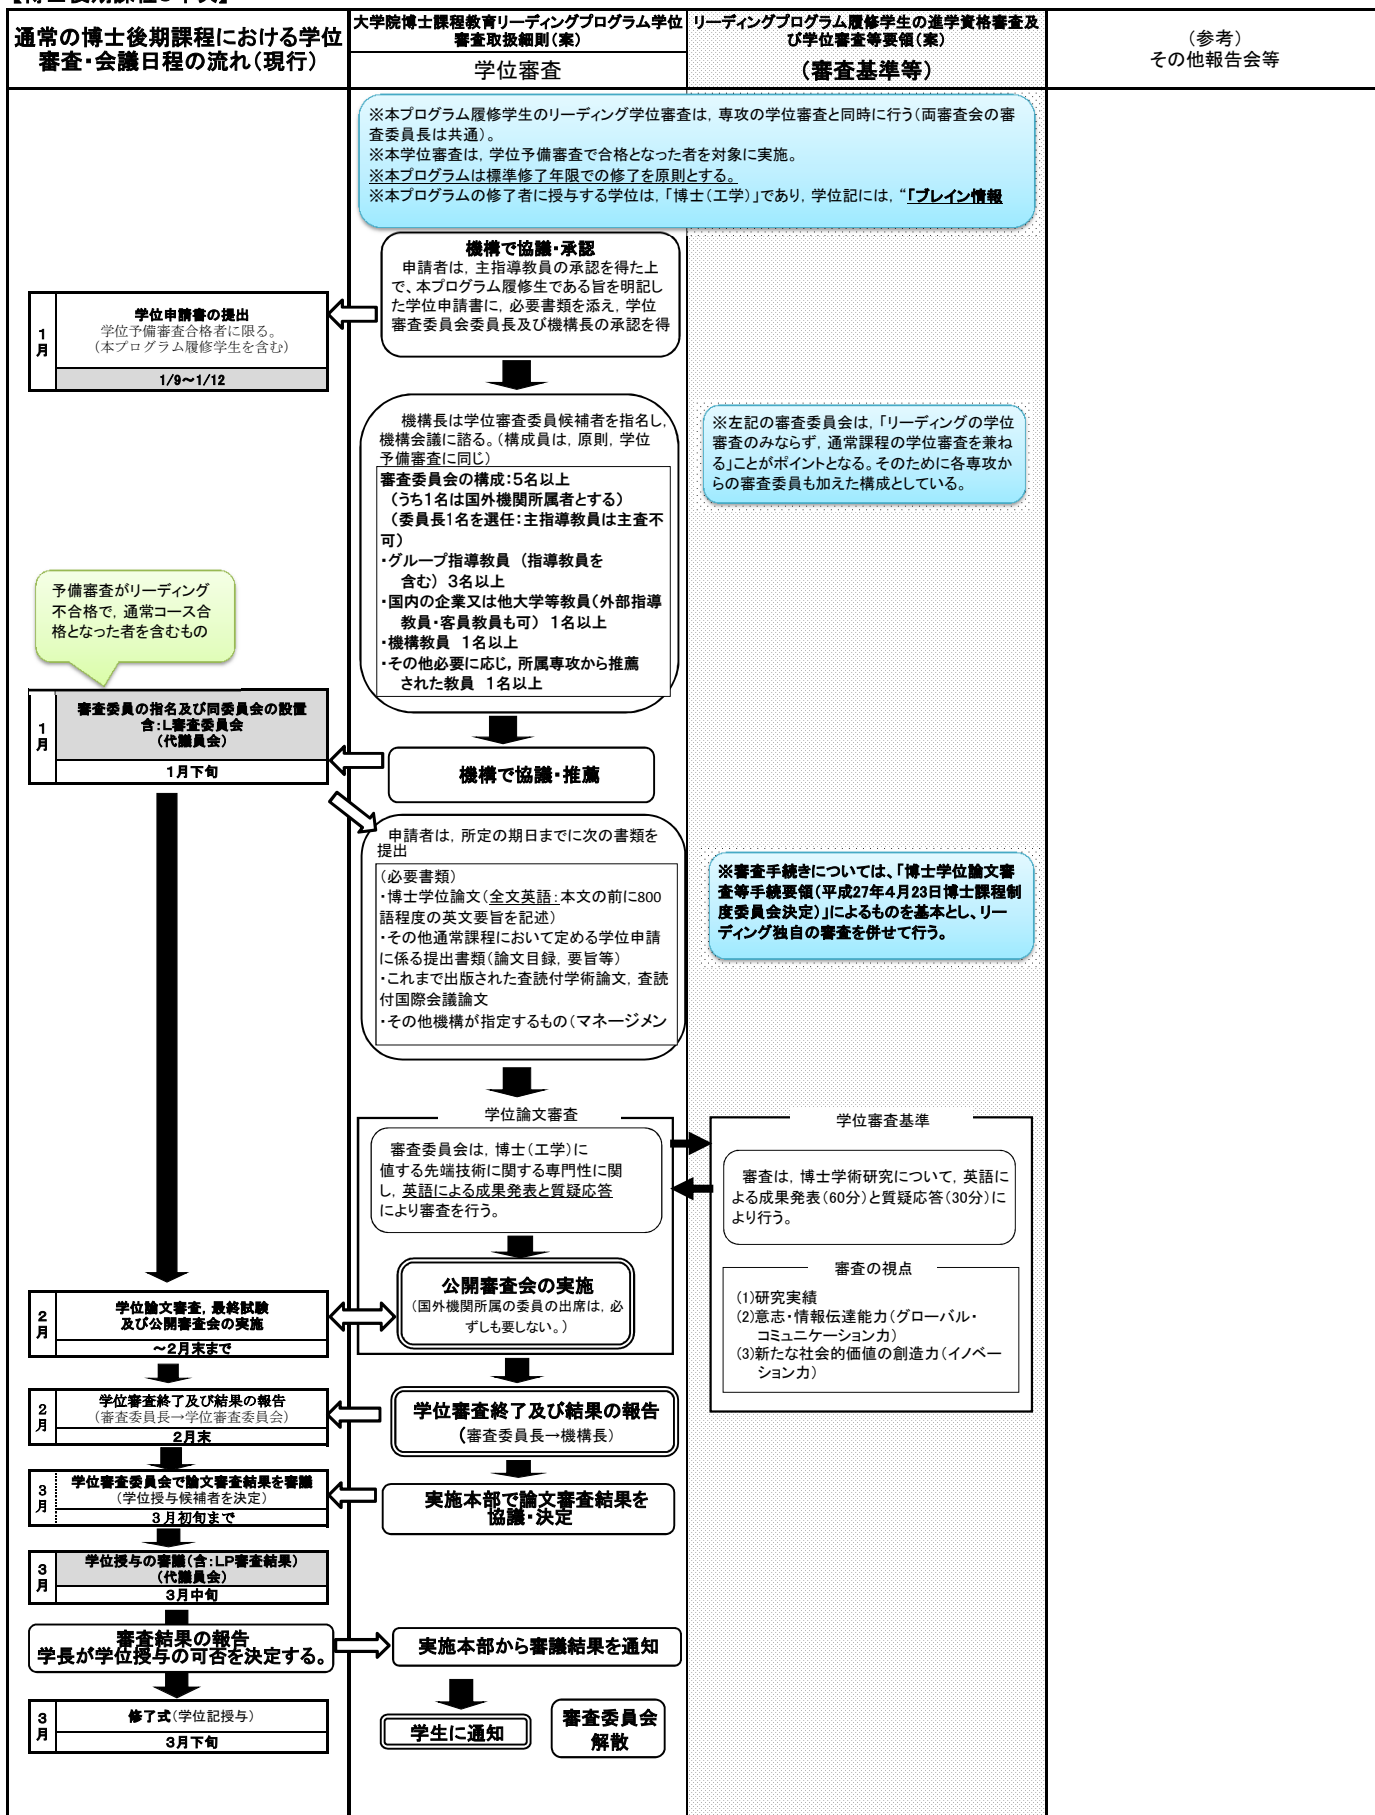 通常の博士後期課程における学位
審査・会議日程の流れ(現行)
大学院博士課程教育リーディングプログラム学位
審査取扱細則(案)
学位審査
リーディングプログラム履修学生の進学資格審査及
び学位審査等要領(案)
(審査基準等)
(参考)
その他報告会等
※本プログラム履修学生のリーディング学位審査は,専攻の学位審査と同時に行う(両審査会の審
査委員長は共通)。
※本学位審査は,学位予備審査で合格となった者を対象に実施。
※本プログラムは標準修了年限での修了を原則とする。
※本プログラムの修了者に授与する学位は,「博士(工学)」であり,学位記には,“「ブレイン情報
機構で協議・承認
申請者は,主指導教員の承認を得た上
で、本プログラム履修生である旨を明記し
た学位申請書に,必要書類を添え,学位
審査委員会委員長及び機構長の承認を得
1
月
学位申請書の提出
学位予備審査合格者に限る。
(本プログラム履修学生を含む)
1/9~1/12
機構長は学位審査委員候補者を指名し,
機構会議に諮る。(構成員は,原則,学位
予備審査に同じ)
審査委員会の構成:5名以上
(うち1名は国外機関所属者とする)
(委員長1名を選任:主指導教員は主査不
可)
・グループ指導教員 (指導教員を
含む) 3名以上
・国内の企業又は他大学等教員(外部指導
教員・客員教員も可) 1名以上
・機構教員 1名以上
・その他必要に応じ,所属専攻から推薦
された教員 1名以上
※左記の審査委員会は,「リーディングの学位
審査のみならず,通常課程の学位審査を兼ね
る」ことがポイントとなる。そのために各専攻か
らの審査委員も加えた構成としている。
予備審査がリーディング
不合格で,通常コース合
格となった者を含むもの
1
月
審査委員の指名及び同委員会の設置
含:L審査委員会
(代議員会)
1月下旬
機構で協議・推薦
申請者は,所定の期日までに次の書類を
提出
(必要書類)
・博士学位論文(全文英語:本文の前に800
語程度の英文要旨を記述)
・その他通常課程において定める学位申請
に係る提出書類(論文目録,要旨等)
・これまで出版された査読付学術論文,査読
付国際会議論文
・その他機構が指定するもの(マネージメン
※審査手続きについては、「博士学位論文審
査等手続要領(平成27年4月23日博士課程制
度委員会決定)」によるものを基本とし、リー
ディング独自の審査を併せて行う。
学位論文審査
審査委員会は,博士(工学)に
値する先端技術に関する専門性に関
し,英語による成果発表と質疑応答
により審査を行う。
学位審査基準
審査は,博士学術研究について,英語に
よる成果発表(60分)と質疑応答(30分)に
より行う。
審査の視点
(1)研究実績
(2)意志・情報伝達能力(グローバル・
コミュニケーション力)
(3)新たな社会的価値の創造力(イノベー
ション力)
公開審査会の実施
(国外機関所属の委員の出席は,必
ずしも要しない。)
2
月
学位論文審査,最終試験
及び公開審査会の実施
~2月末まで
2
月
学位審査終了及び結果の報告
(審査委員長→学位審査委員会)
2月末
学位審査終了及び結果の報告
(審査委員長→機構長)
3
月
学位審査委員会で論文審査結果を審議
(学位授与候補者を決定)
3月初旬まで
実施本部で論文審査結果を
協議・決定
3
月
学位授与の審議(含:LP審査結果)
(代議員会)
3月中旬
審査結果の報告
学長が学位授与の可否を決定する。
実施本部から審議結果を通知
3
月
修了式(学位記授与)
3月下旬
学生に通知
審査委員会
解散